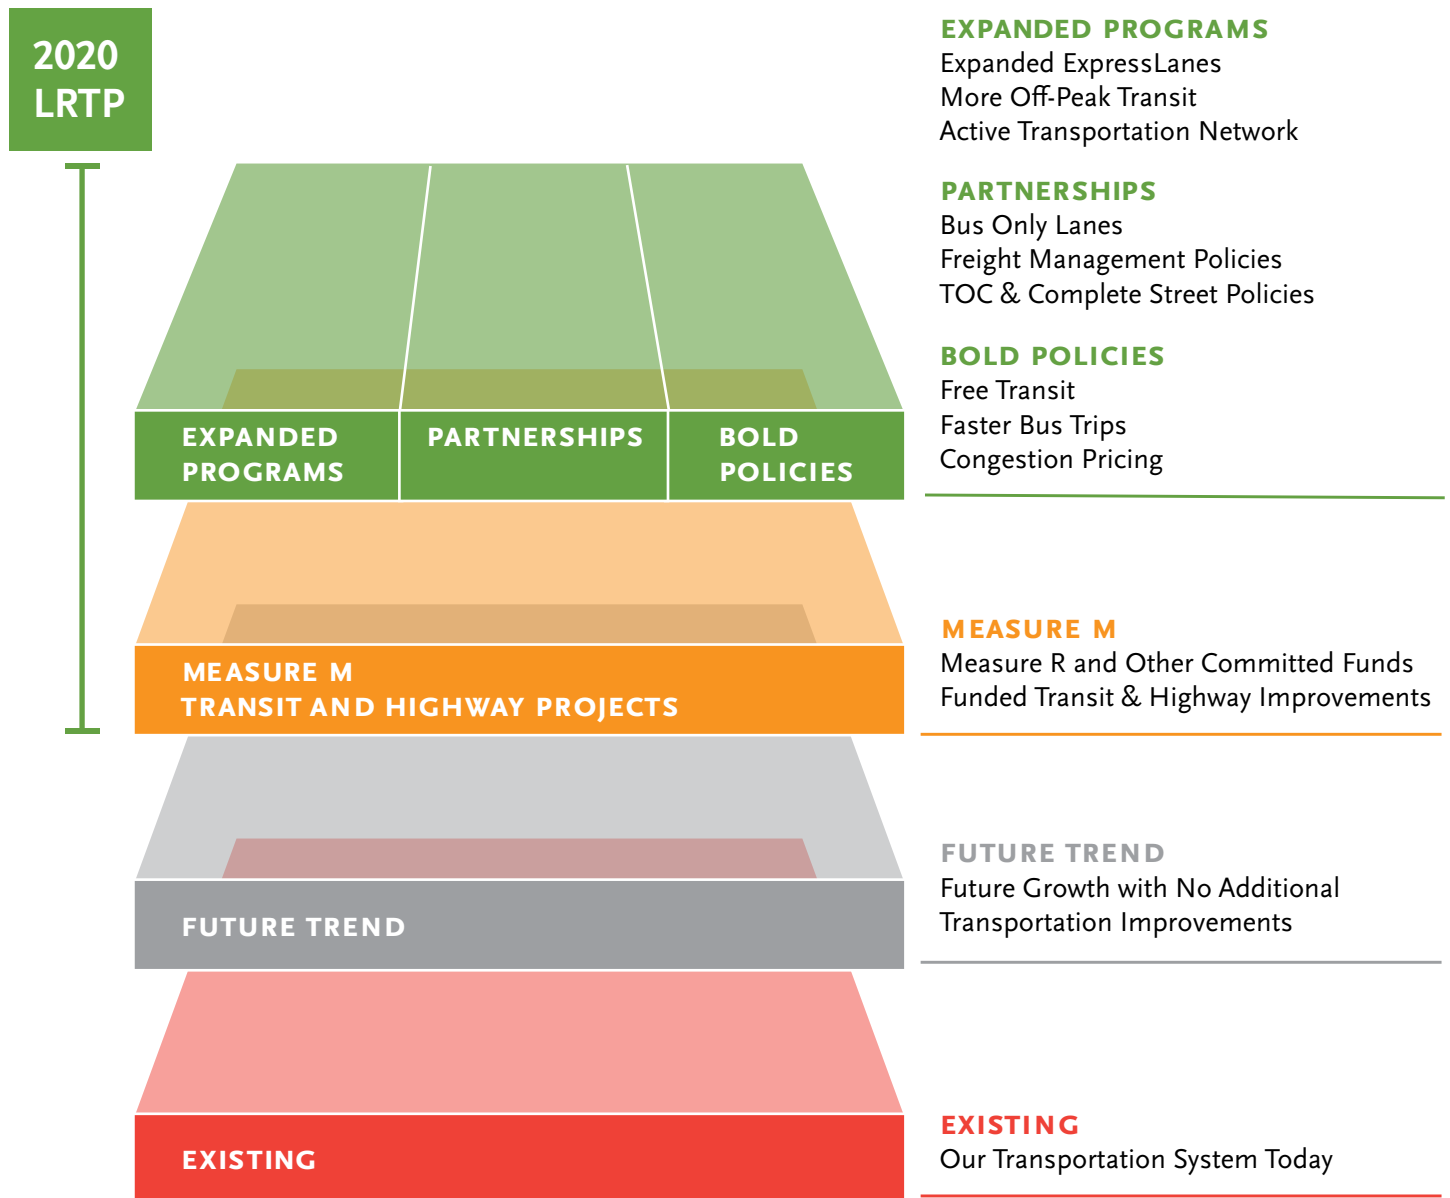 2020
LRTP
EXPANDED PROGRAMS
Expanded ExpressLanes
More Off-Peak Transit
Active Transportation Network
PARTNERSHIPS
Bus Only Lanes
Freight Management Policies
TOC & Complete Street Policies
BOLD POLICIES
Free Transit
Faster Bus Trips
Congestion Pricing
EXPANDED
PROGRAMS
PARTNERSHIPS
BOLD
POLICIES
MEASURE M
TRANSIT AND HIGHWAY PROJECTS
MEASURE M
Measure R and Other Committed Funds
Funded Transit & Highway Improvements
FUTURE TREND
FUTURE TREND
Future Growth with No Additional
Transportation Improvements
EXISTING
EXISTING
Our Transportation System Today